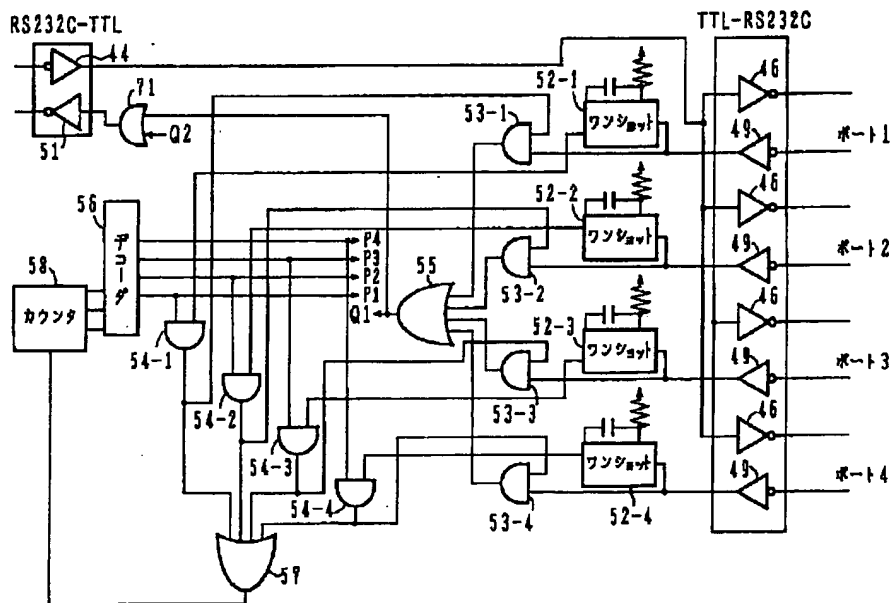 RS232C-TTL
TTL-RS232C
44
46
52-1
71
53-1
ワンショット
49
ポート1
51
Q2
46
52-2
56
デコーダ
ワンショット
49
P4
P3
58
P2
55
53-2
ポート2
カウンタ
P1
46
Q1
52-3
54-1
ワンショット
49
ポート3
54-2
53-3
46
54-3
ワンショット
49
54-4
53-4
52-4
ポート4
57